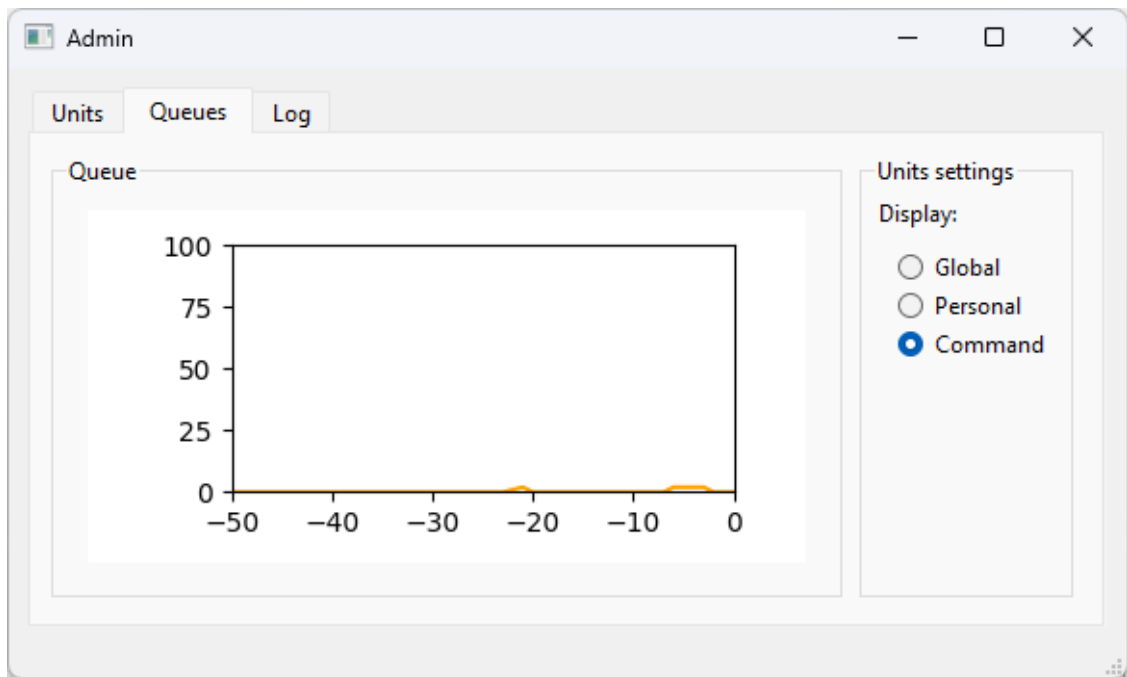 Admin
Units Queues Log
Queue
100
75
50
25
0
−50 −40 −30 −20 −10 0
Units settings
Display:
Global
Personal
Command